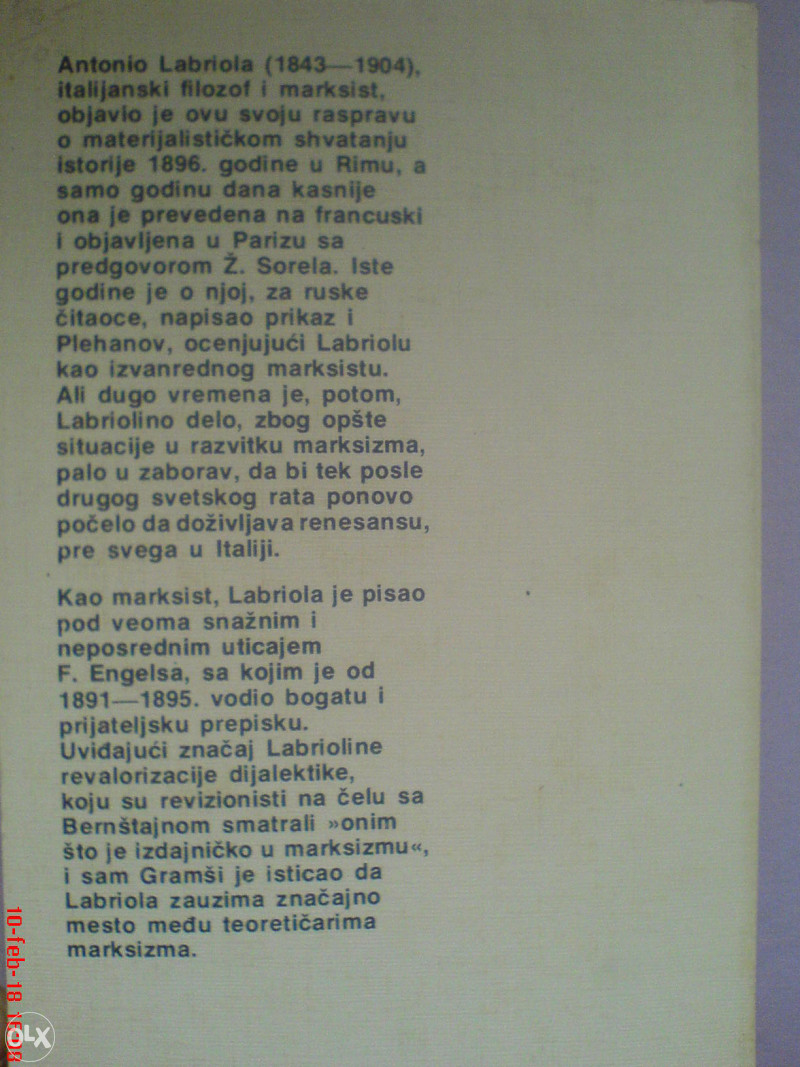 Antonio Labriola (1843—1904),
italijanski filozof i marksist,
objavio je ovu svoju raspravu
o materijalističkom shvatanju
istorije 1896. godine u Rimu, a
samo godinu dana kasnije
ona je prevedena na francuski
i objavljena u Parizu sa
predgovorom Ž. Sorela. Iste
godine je o njoj, za ruske
čitaoce, napisao prikaz i
Plehanov, ocenjujući Labriolu
kao izvanrednog marksistu.
Ali dugo vremena je, potom,
Labriolino delo, zbog opšte
situacije u razvitku marksizma,
palo u zaborav, da bi tek posle
drugog svetskog rata ponovo
počelo da doživljava renesansu,
pre svega u Italiji.
Kao marksist, Labriola je pisao
pod veoma snažnim i
neposrednim uticajem
F. Engelsa, sa kojim je od
1891—1895. vodio bogatu i
prijateljsku prepisku.
Uviđajući značaj Labrioline
revalorizacije dijalektike,
koju su revizionisti na čelu sa
Bernštajnom smatrali »onim
što je izdajničko u marksizmu«,
i sam Gramši je isticao da
Labriola zauzima značajno
mesto među teoretičarima
marksizma.
10-feb-18
OLX